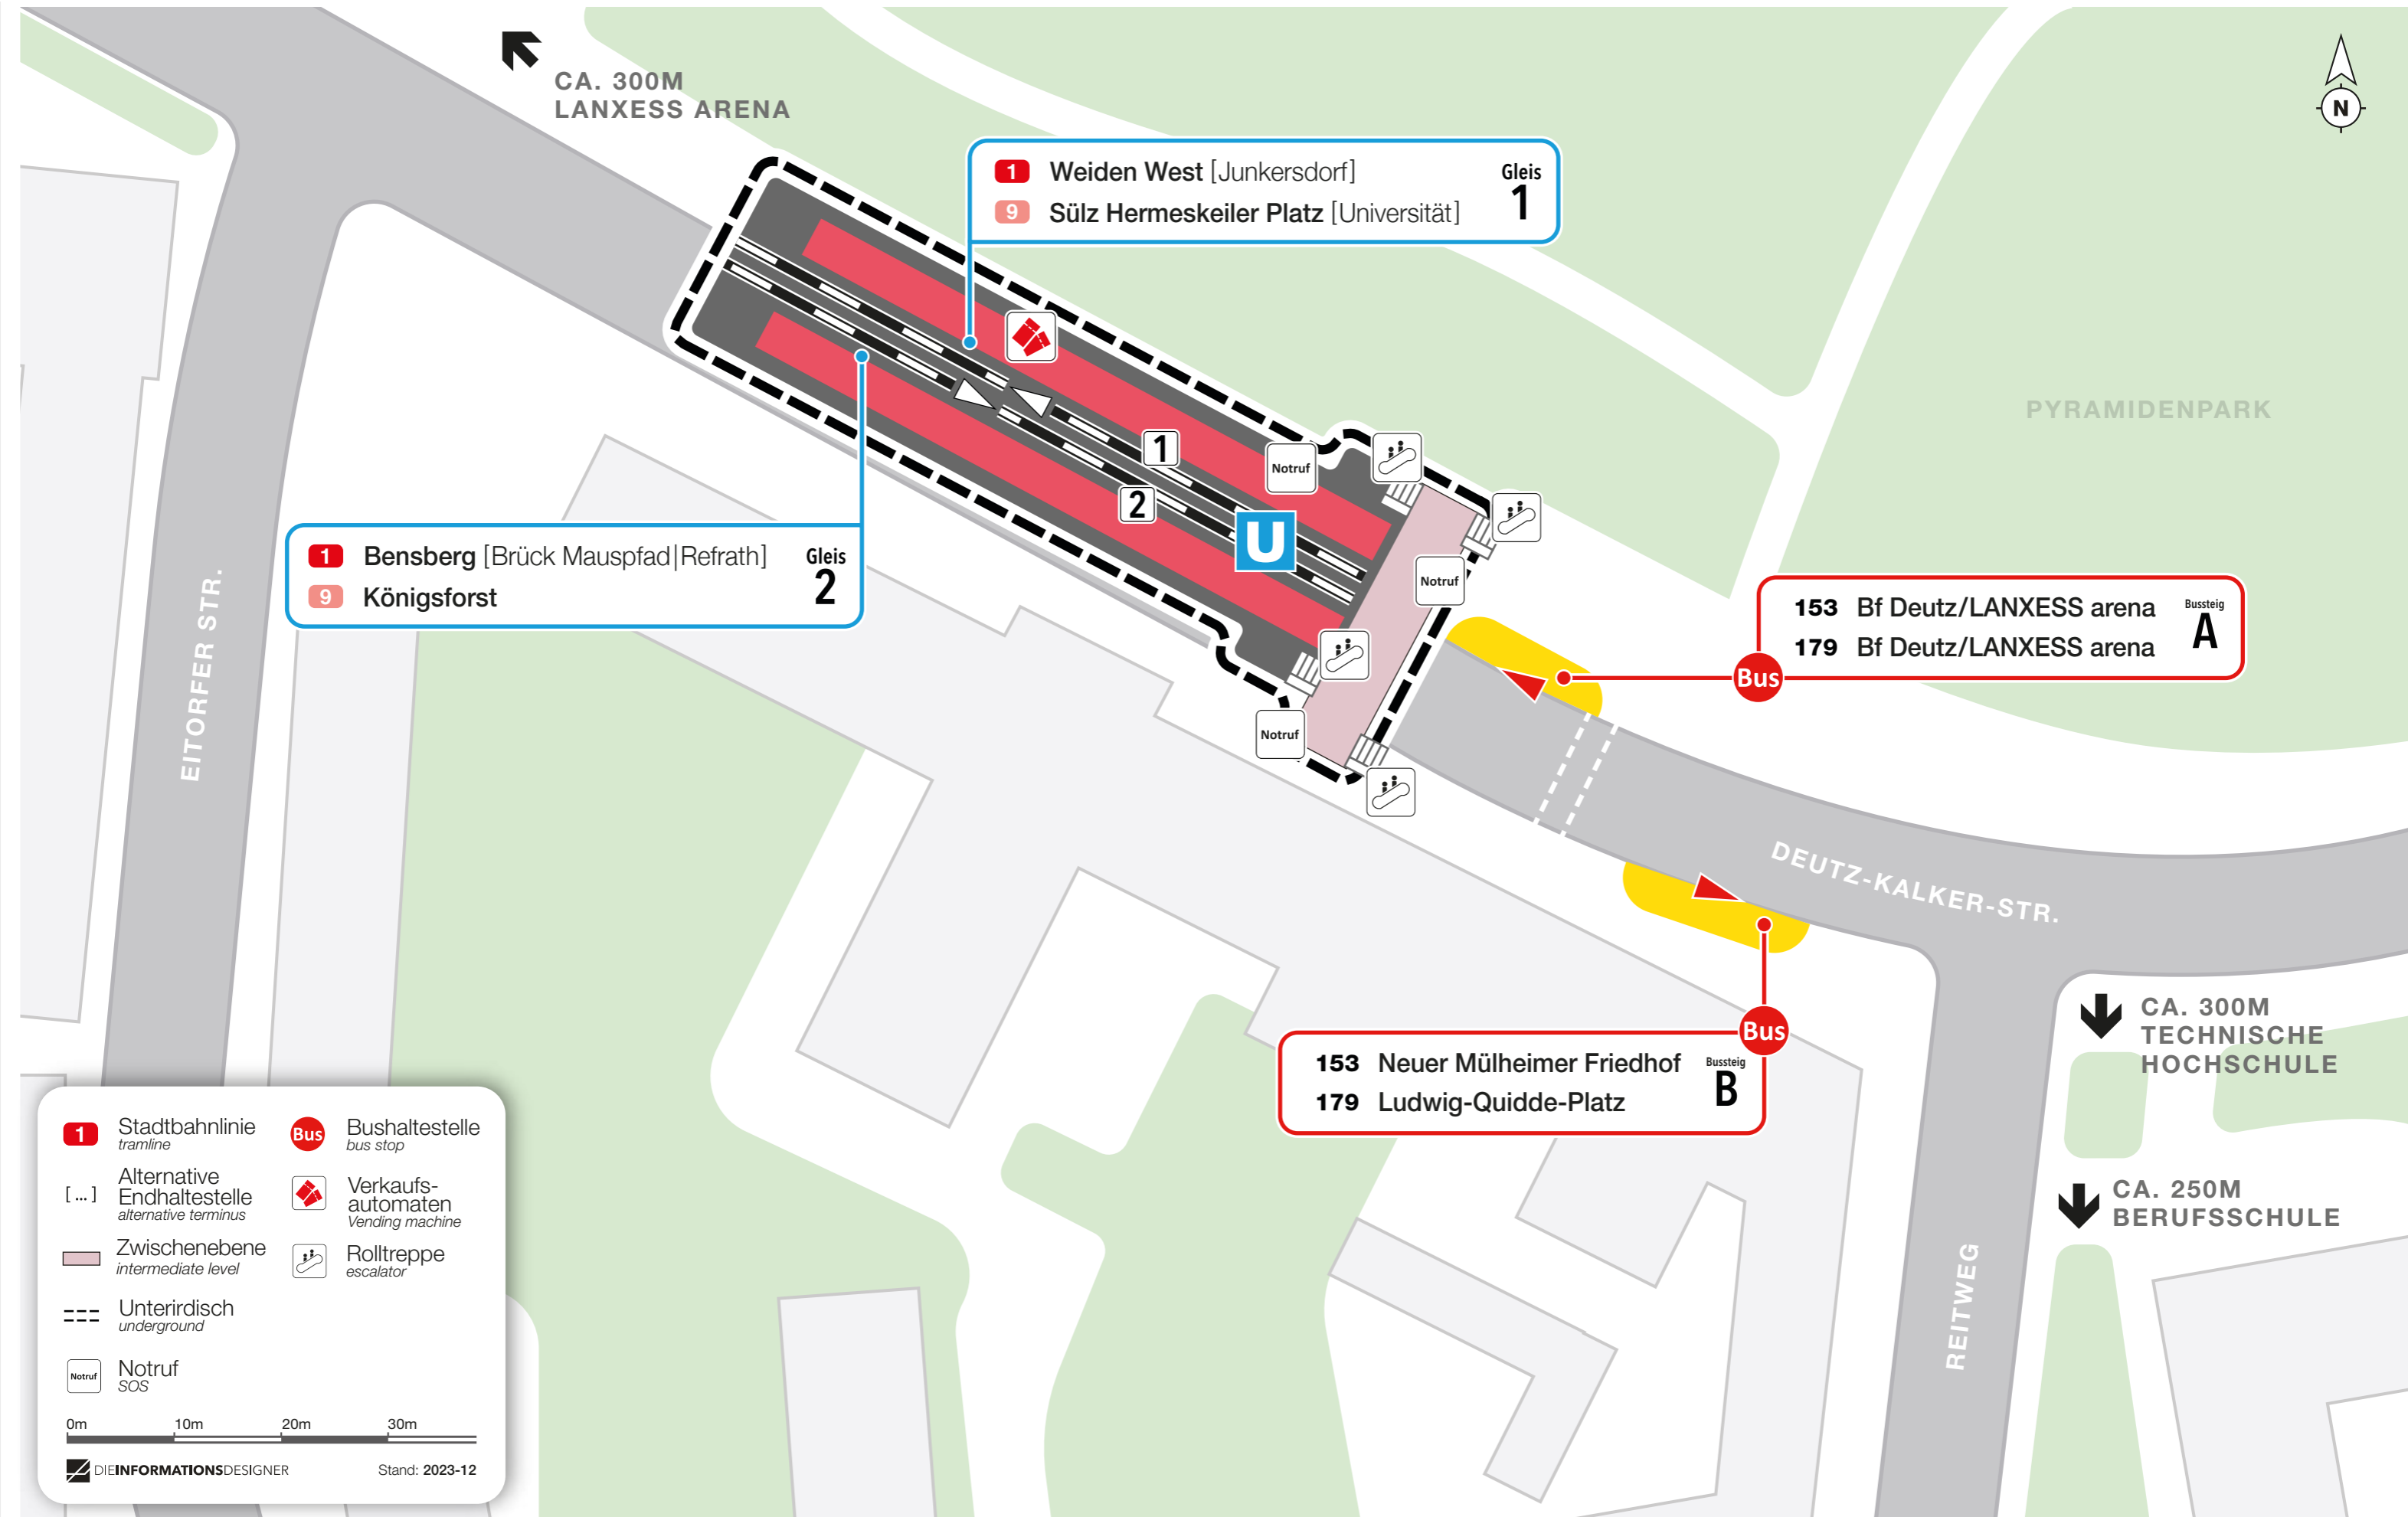 CA. 300M
LANXESS ARENA
N
1 Weiden West [Junkersdorf]
9 Sülz Hermeskeiler Platz [Universität]
Gleis
1
PYRAMIDENPARK
1
2
Notruf
U
Notruf
Notruf
1 Bensberg [Brück Mauspfad|Refrath]
9 Königsforst
Gleis
2
EITORFER STR.
153 Bf Deutz/LANXESS arena
179 Bf Deutz/LANXESS arena
Bussteig
A
Bus
DEUTZ-KALKER-STR.
Bus
153 Neuer Mülheimer Friedhof
179 Ludwig-Quidde-Platz
Bussteig
B
CA. 300M
TECHNISCHE
HOCHSCHULE
CA. 250M
BERUFSSCHULE
REITWEG
1 Stadtbahnlinie
tramline
[ ... ] Alternative
Endhaltestelle
alternative terminus
Zwischenebene
intermediate level
Unterirdisch
underground
Notruf Notruf
SOS
Bus Bushaltestelle
bus stop
Verkaufs-
automaten
Vending machine
Rolltreppe
escalator
0m 10m 20m 30m
DIEINFORMATIONSDESIGNER
Stand: 2023-12